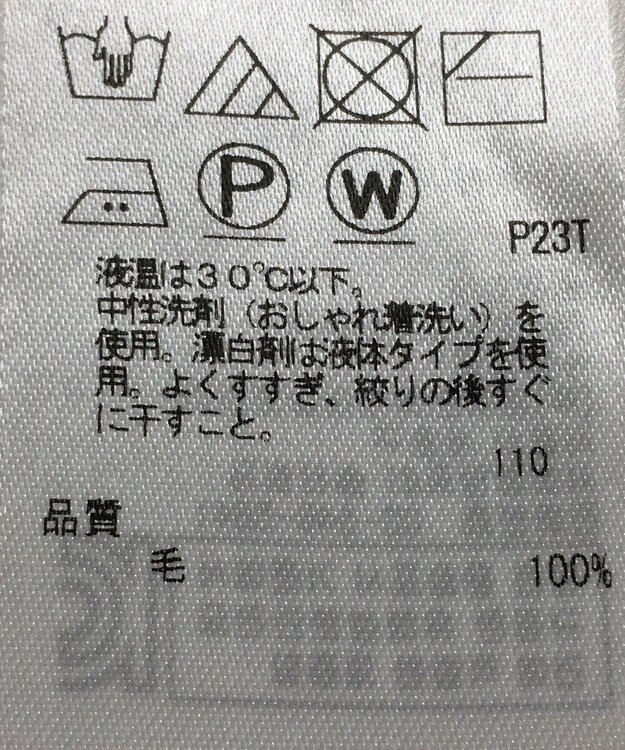 P W
P23T
液温は30℃以下。
中性洗剤（おしゃれ着洗い）を
使用。漂白剤は液体タイプを使
用。よくすすぎ、絞りの後すぐ
に干すこと。
110
品質
毛 100%